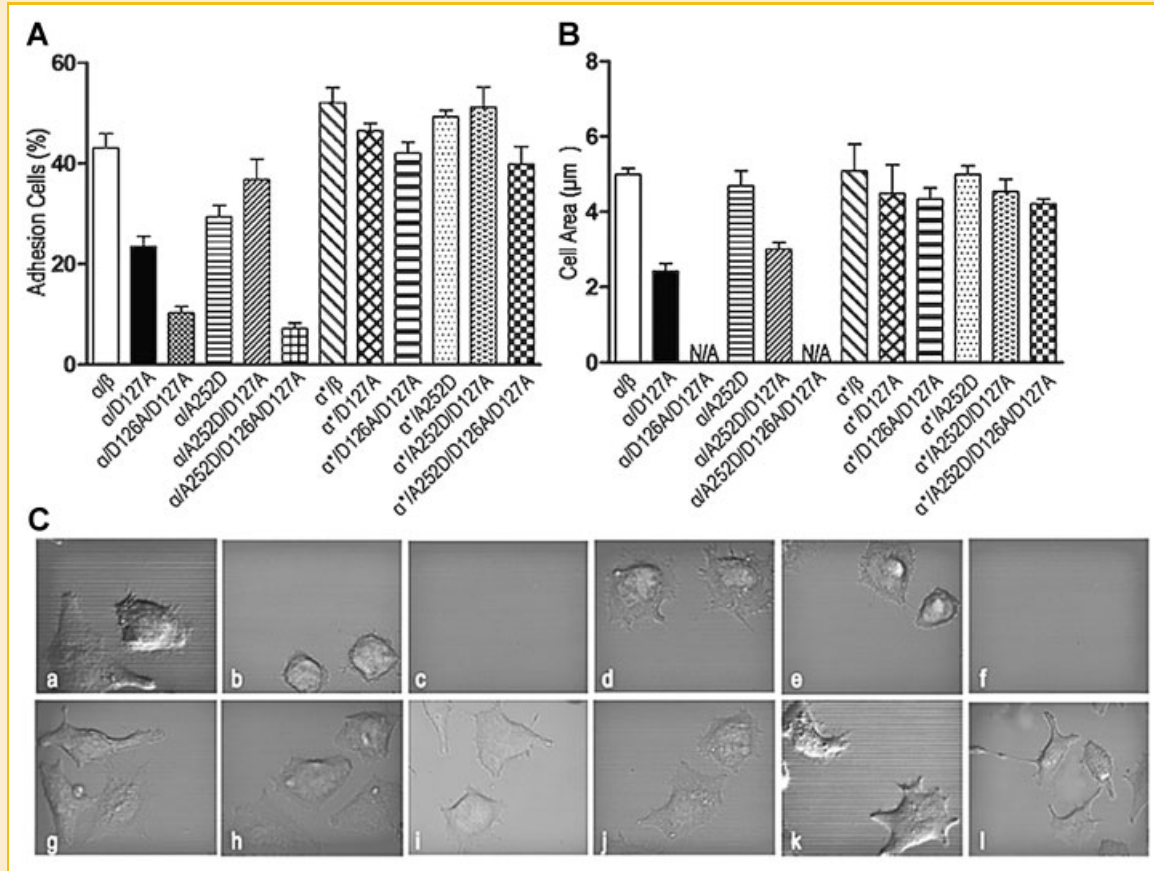 A
B
Adhesion Cells (%)
60
40
20
0
α/β
α/D127A
α/D126A/D127A
α/A252D
α/A252D/D127A
α/A252D/D126A/D127A
α*/β
α*/D127A
α*/D126A/D127A
α*/A252D
α*/A252D/D127A
α*/A252D/D126A/D127A
Cell Area (μm )
8
6
4
2
0
N/A
N/A
α/β
α/D127A
α/D126A/D127A
α/A252D
α/A252D/D127A
α/A252D/D126A/D127A
α*/β
α*/D127A
α*/D126A/D127A
α*/A252D
α*/A252D/D127A
α*/A252D/D126A/D127A
C
a b c d e f
g h i j k l